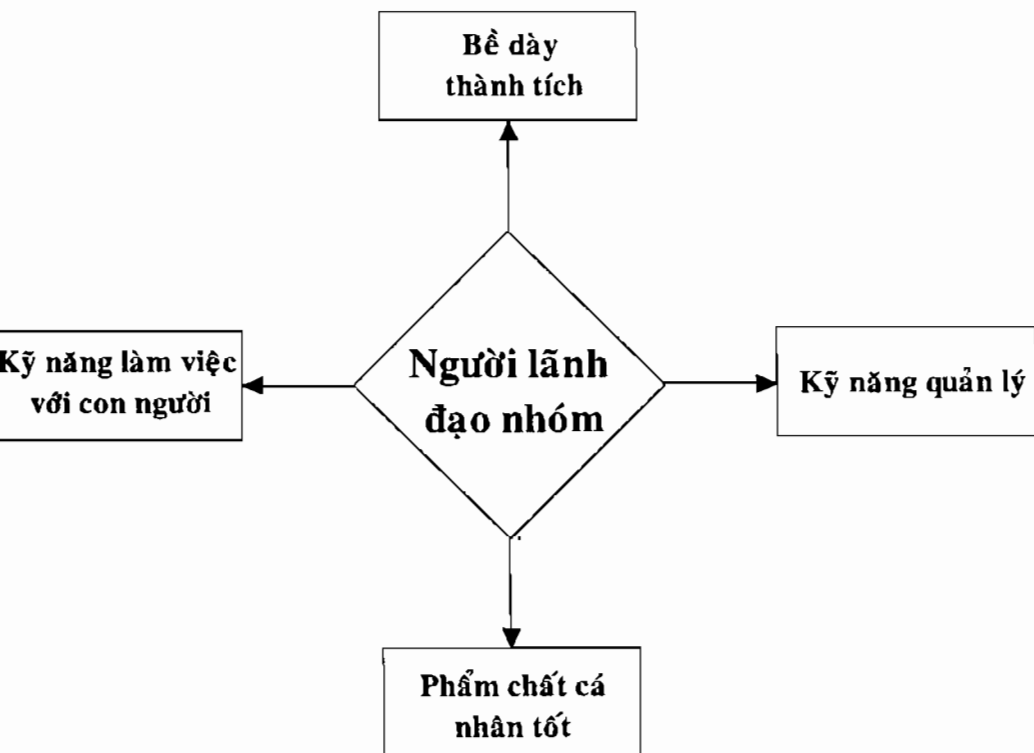 Bề dày
thành tích
Kỹ năng làm việc
với con người
Người lãnh
đạo nhóm
Kỹ năng quản lý
Phẩm chất cá
nhân tốt